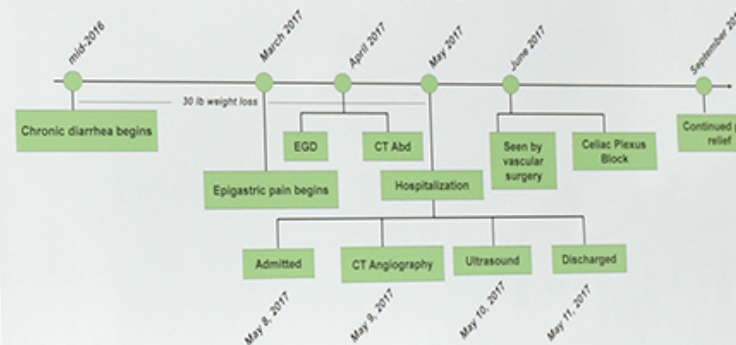 mid-2016
March 2017
April 2017
May 2017
June 2017
September
30 lb weight loss
Chronic diarrhea begins
EGD
CT Abd
Seen by
vascular
surgery
Celiac Plexus
Block
Continued
relief
Epigastric pain begins
Hospitalization
Admitted
CT Angiography
Ultrasound
Discharged
May 8, 2017
May 9, 2017
May 10, 2017
May 11, 2017